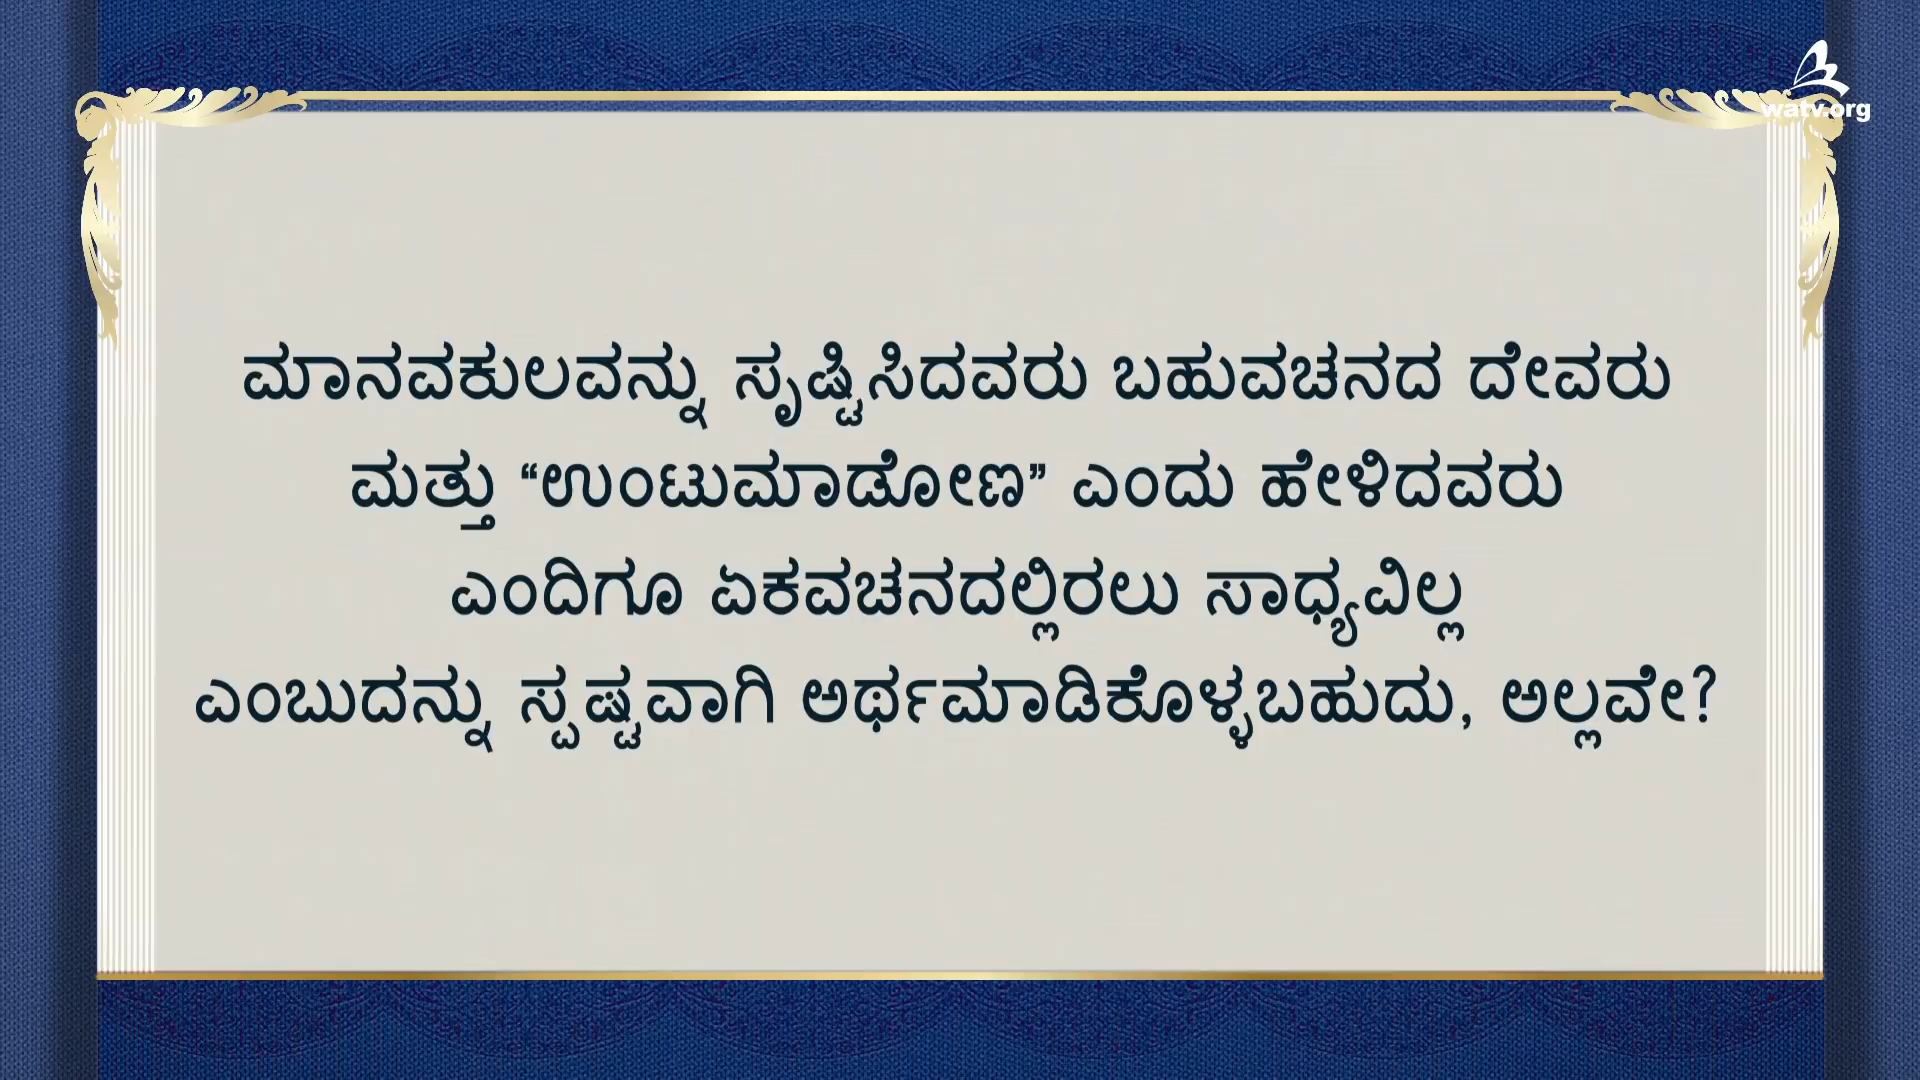 watv.org
ಮಾನವಕುಲವನ್ನು ಸೃಷ್ಟಿಸಿದವರು ಬಹುವಚನದ ದೇವರು
ಮತ್ತು “ಉಂಟುಮಾಡೋಣ” ಎಂದು ಹೇಳಿದವರು
ಎಂದಿಗೂ ಏಕವಚನದಲ್ಲಿರಲು ಸಾಧ್ಯವಿಲ್ಲ
ಎಂಬುದನ್ನು ಸ್ಪಷ್ಟವಾಗಿ ಅರ್ಥಮಾಡಿಕೊಳ್ಳಬಹುದು, ಅಲ್ಲವೇ?